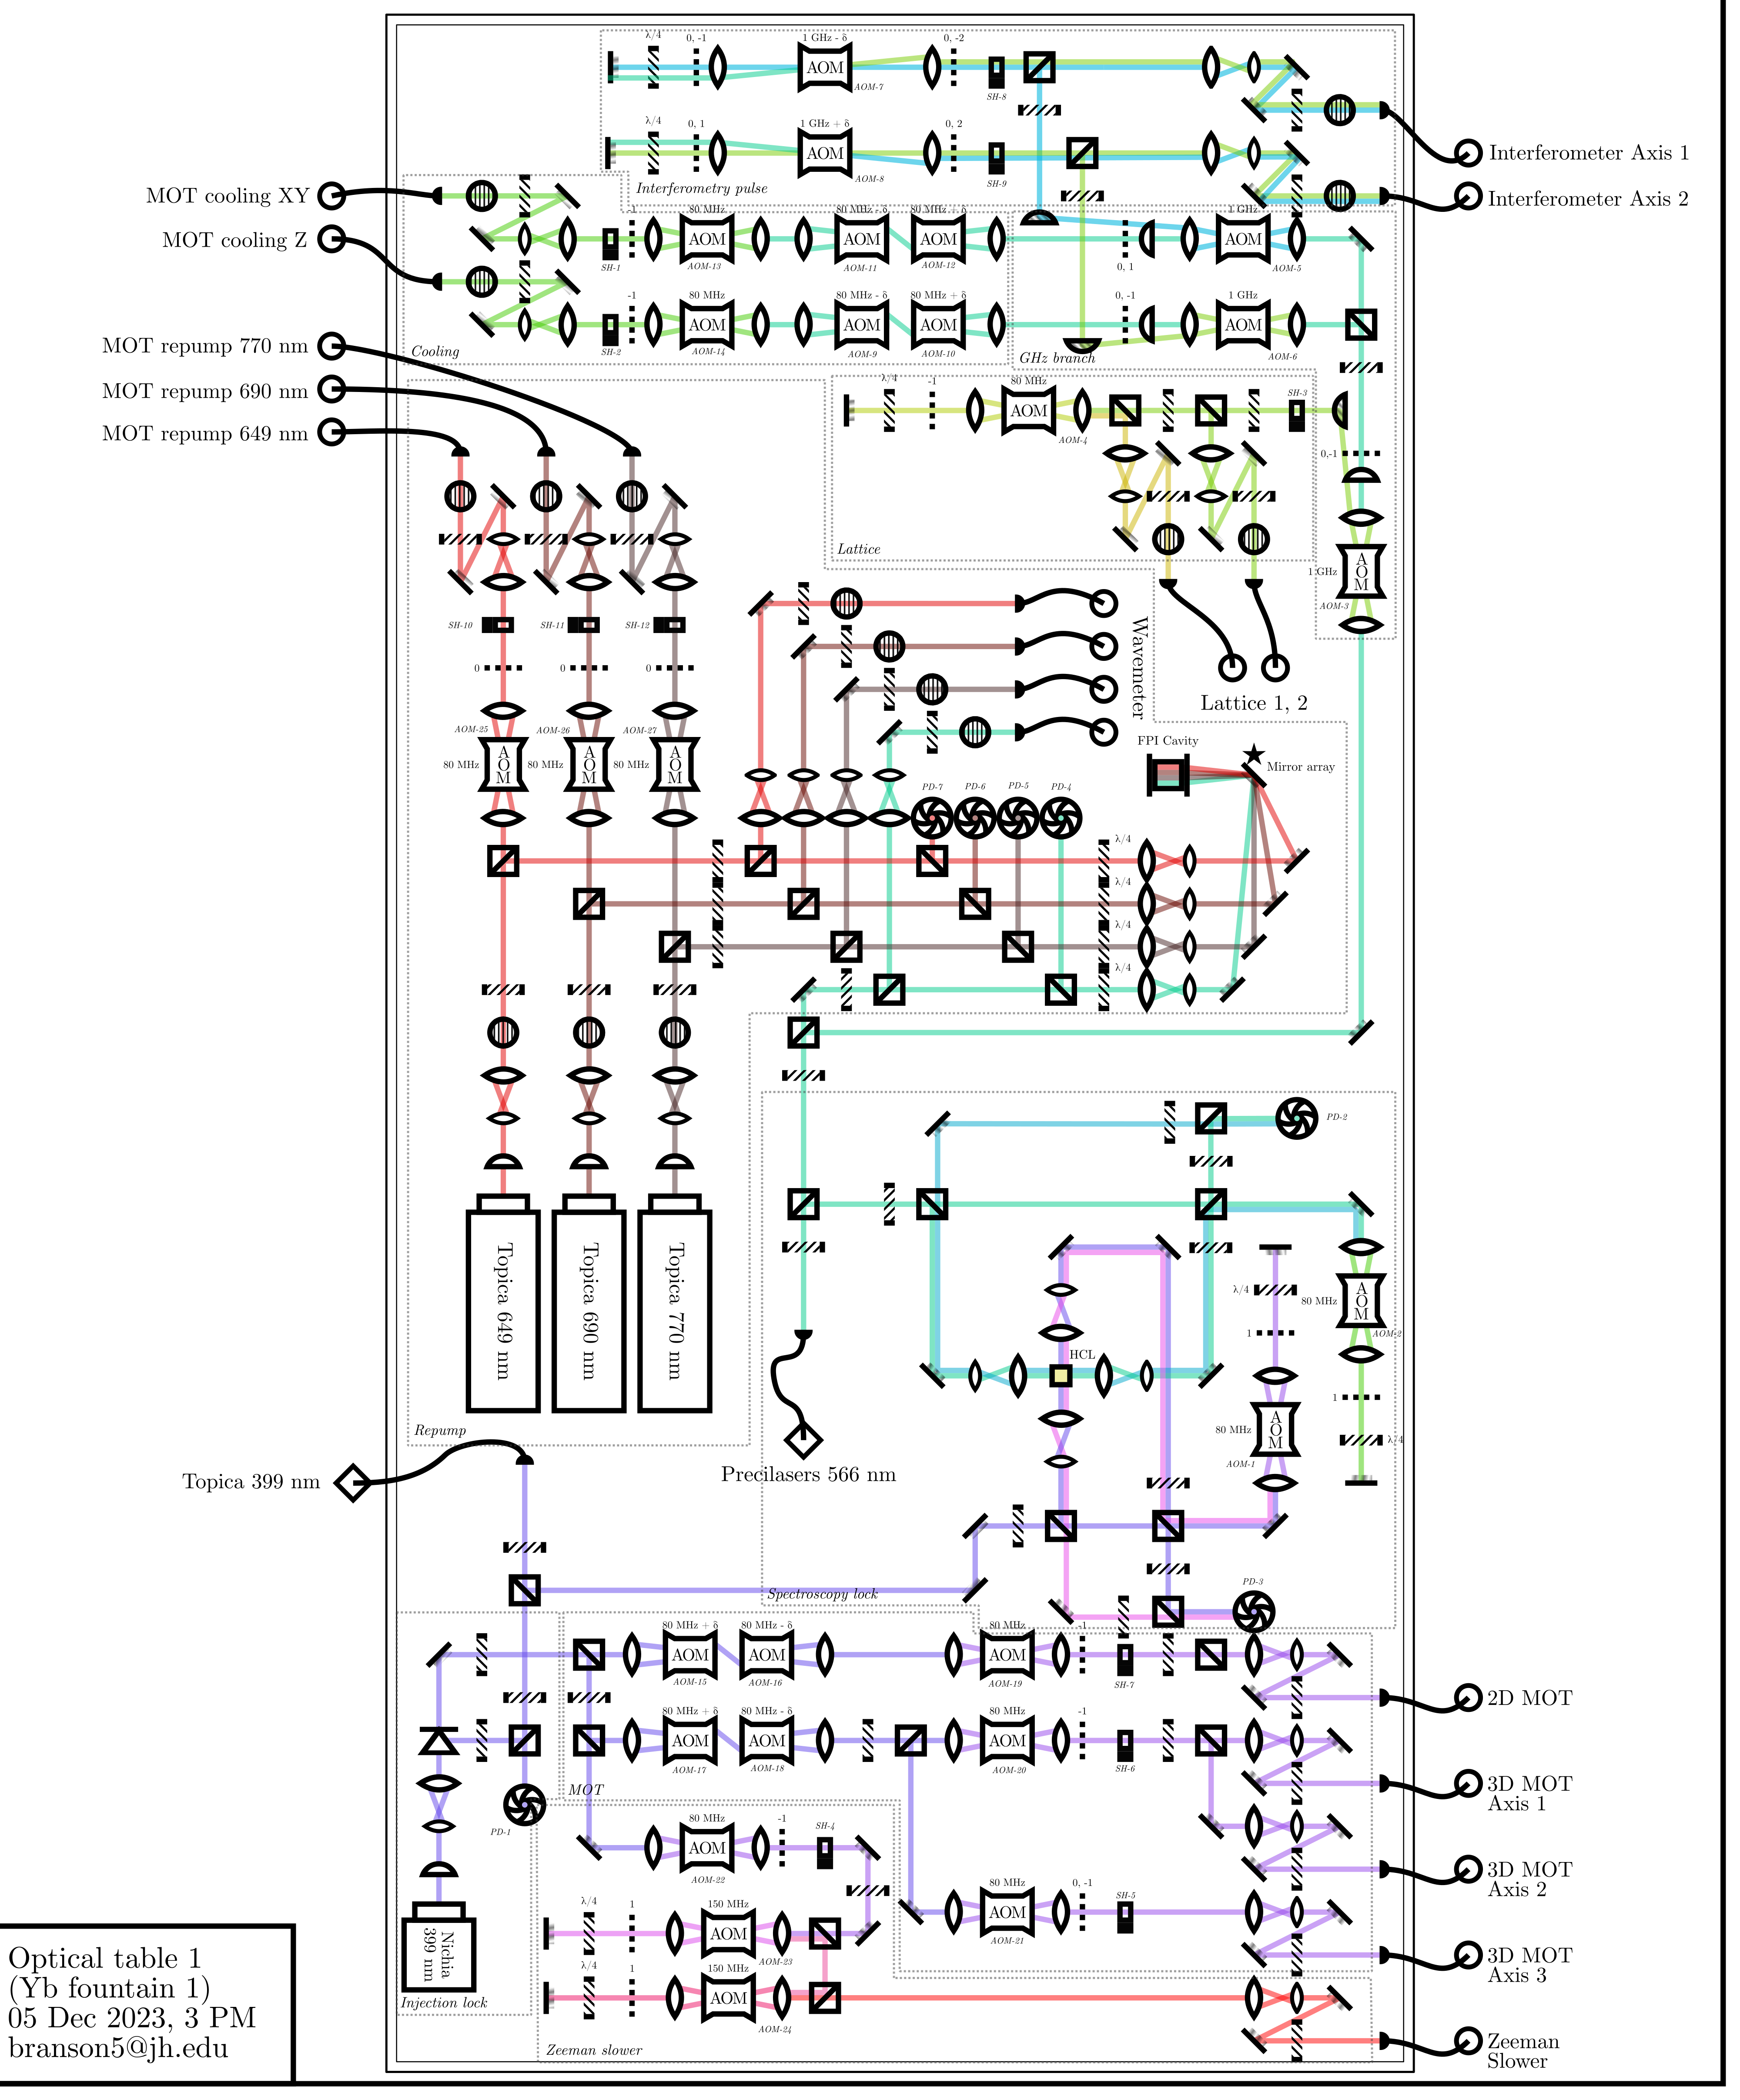 λ/4
0, -1
1 GHz - δ
0, -2
AOM
AOM-7
SH-8
λ/4
0, 1
1 GHz + δ
0, 2
AOM
AOM-8
SH-9
Interferometry pulse
Interferometer Axis 1
Interferometer Axis 2
MOT cooling XY
MOT cooling Z
-1
80 MHz
80 MHz - δ
80 MHz + δ
1 GHz
AOM
AOM
AOM
AOM
SH-1
AOM-13
AOM-11
AOM-12
0, 1
AOM-5
-1
80 MHz
80 MHz - δ
80 MHz + δ
0, -1
1 GHz
AOM
AOM
AOM
AOM
Cooling
SH-2
AOM-14
AOM-9
AOM-10
GHz branch
AOM-6
MOT repump 770 nm
MOT repump 690 nm
MOT repump 649 nm
λ/4
-1
80 MHz
SH-3
AOM
AOM-4
0,-1
Lattice
1 GHz
AOM
AOM-3
Lattice 1, 2
SH-10
SH-11
SH-12
0
0
0
AOM-25
AOM-26
AOM-27
80 MHz
AOM
80 MHz
AOM
80 MHz
AOM
Wavemeter
FPI Cavity
Mirror array
PD-7
PD-6
PD-5
PD-4
λ/4
λ/4
λ/4
λ/4
Topica 649 nm
Topica 690 nm
Topica 770 nm
Repump
Topica 399 nm
Precilasers 566 nm
PD-2
HCL
λ/4
80 MHz
AOM
AOM-2
1
1
80 MHz
AOM
AOM-1
λ/4
Spectroscopy lock
PD-3
80 MHz + δ
80 MHz - δ
80 MHz
-1
AOM
AOM
AOM
AOM-15
AOM-16
AOM-19
SH-7
80 MHz + δ
80 MHz - δ
80 MHz
-1
AOM
AOM
AOM
AOM-17
AOM-18
AOM-20
SH-6
MOT
PD-1
80 MHz
-1
SH-4
AOM
AOM-22
80 MHz
0, -1
SH-5
AOM
AOM-21
λ/4
1
150 MHz
AOM
AOM-23
λ/4
1
150 MHz
AOM
AOM-24
Nichia
399 nm
Injection lock
Zeeman slower
2D MOT
3D MOT
Axis 1
3D MOT
Axis 2
3D MOT
Axis 3
Zeeman
Slower
Optical table 1
(Yb fountain 1)
05 Dec 2023, 3 PM
branson5@jh.edu